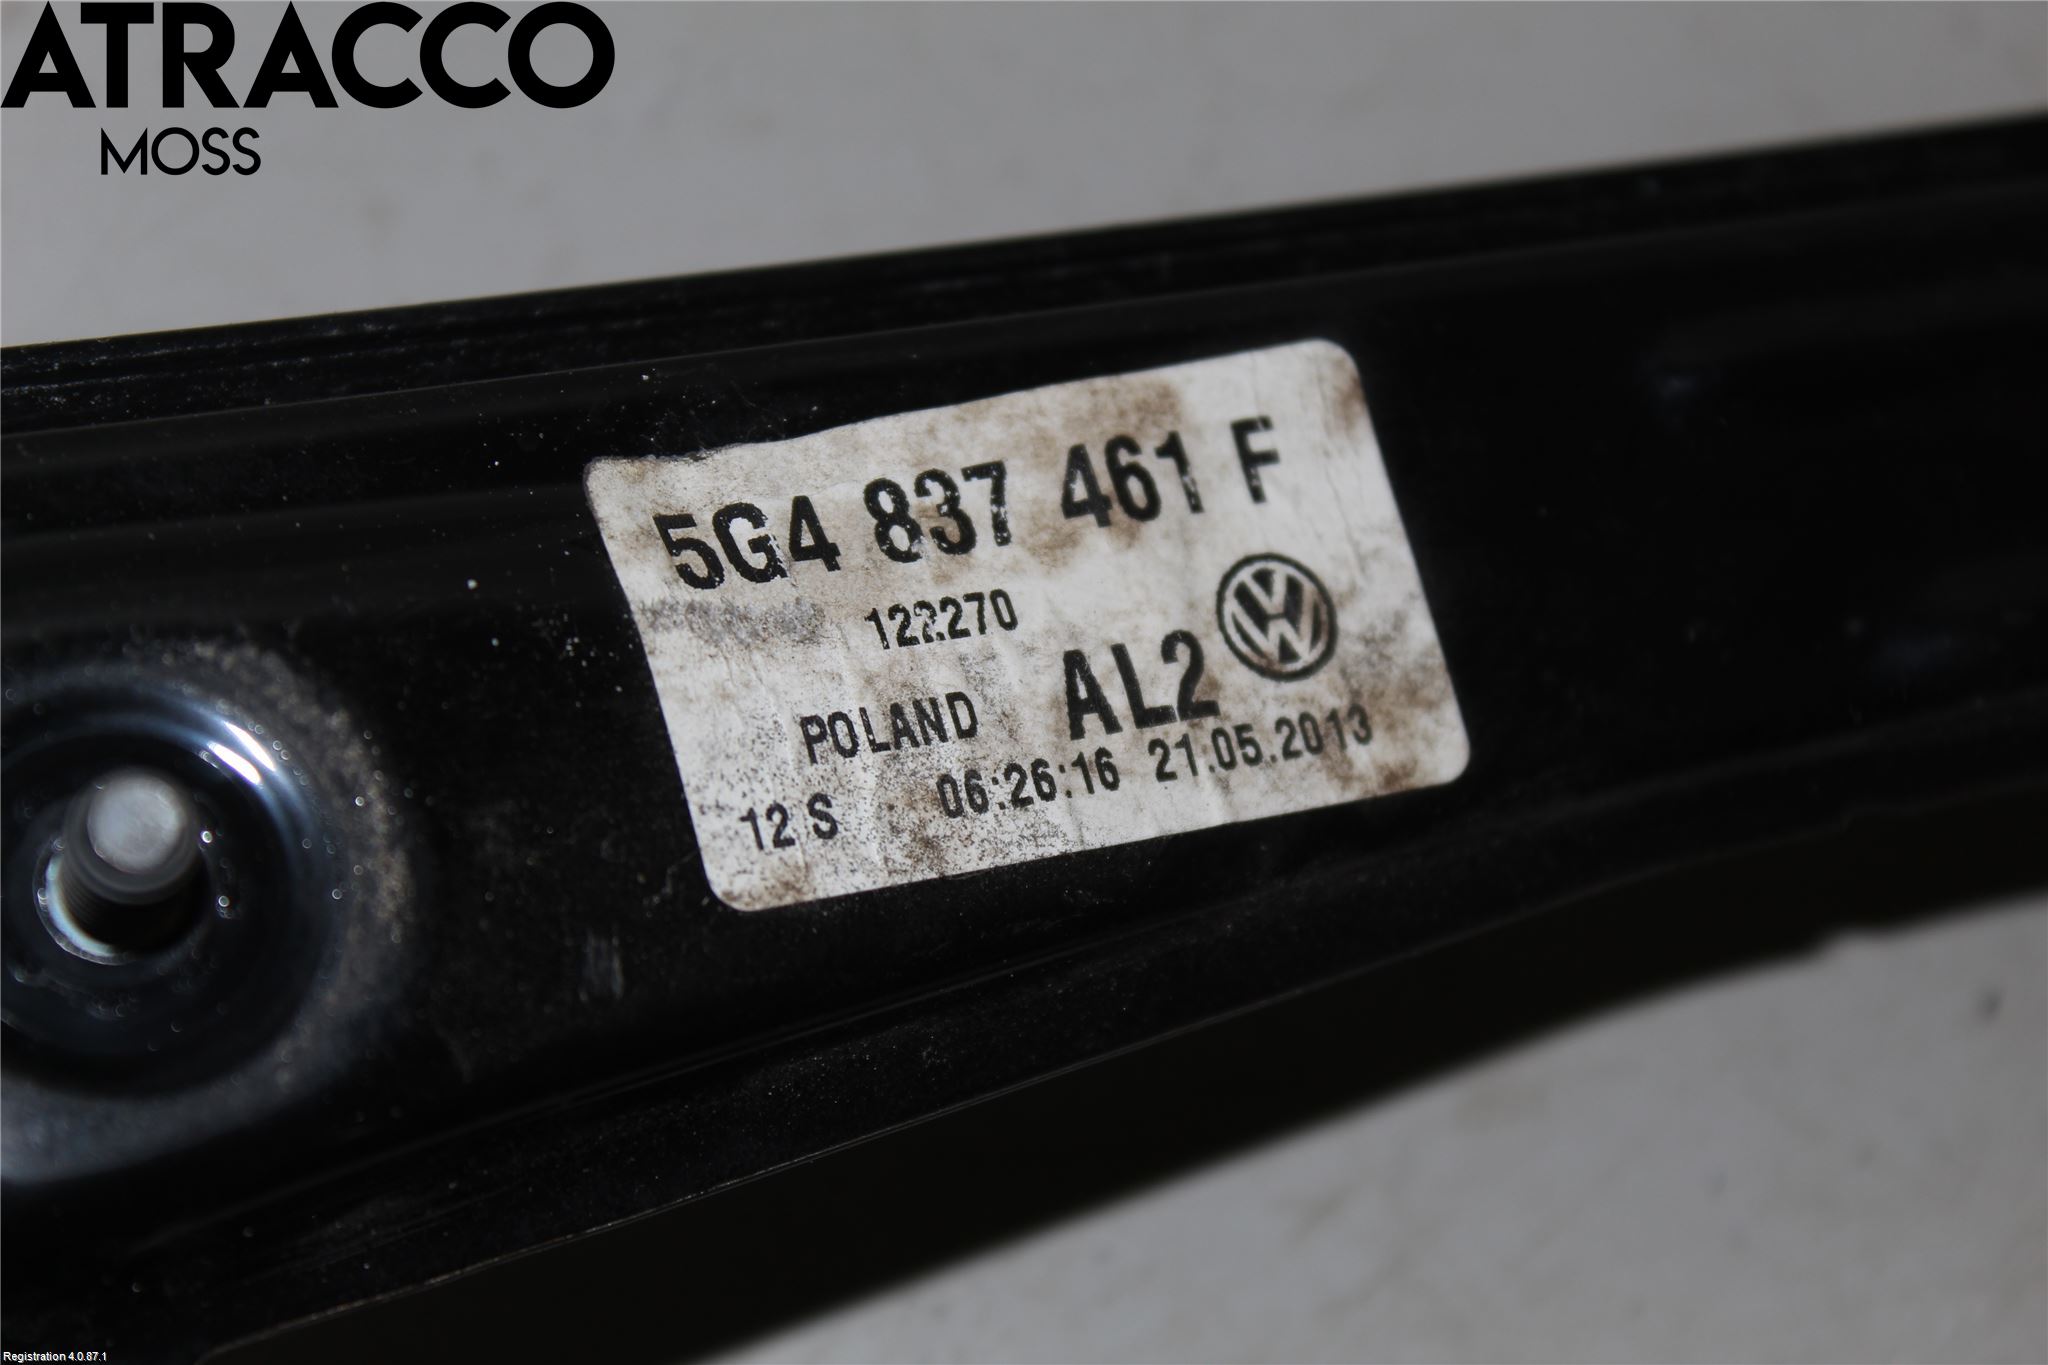 ATRACCO
MOSS
5G4 837 461 F
122270
POLAND AL2
12 S 06:26:16 21.05.2013
Registration 4.0.87.1